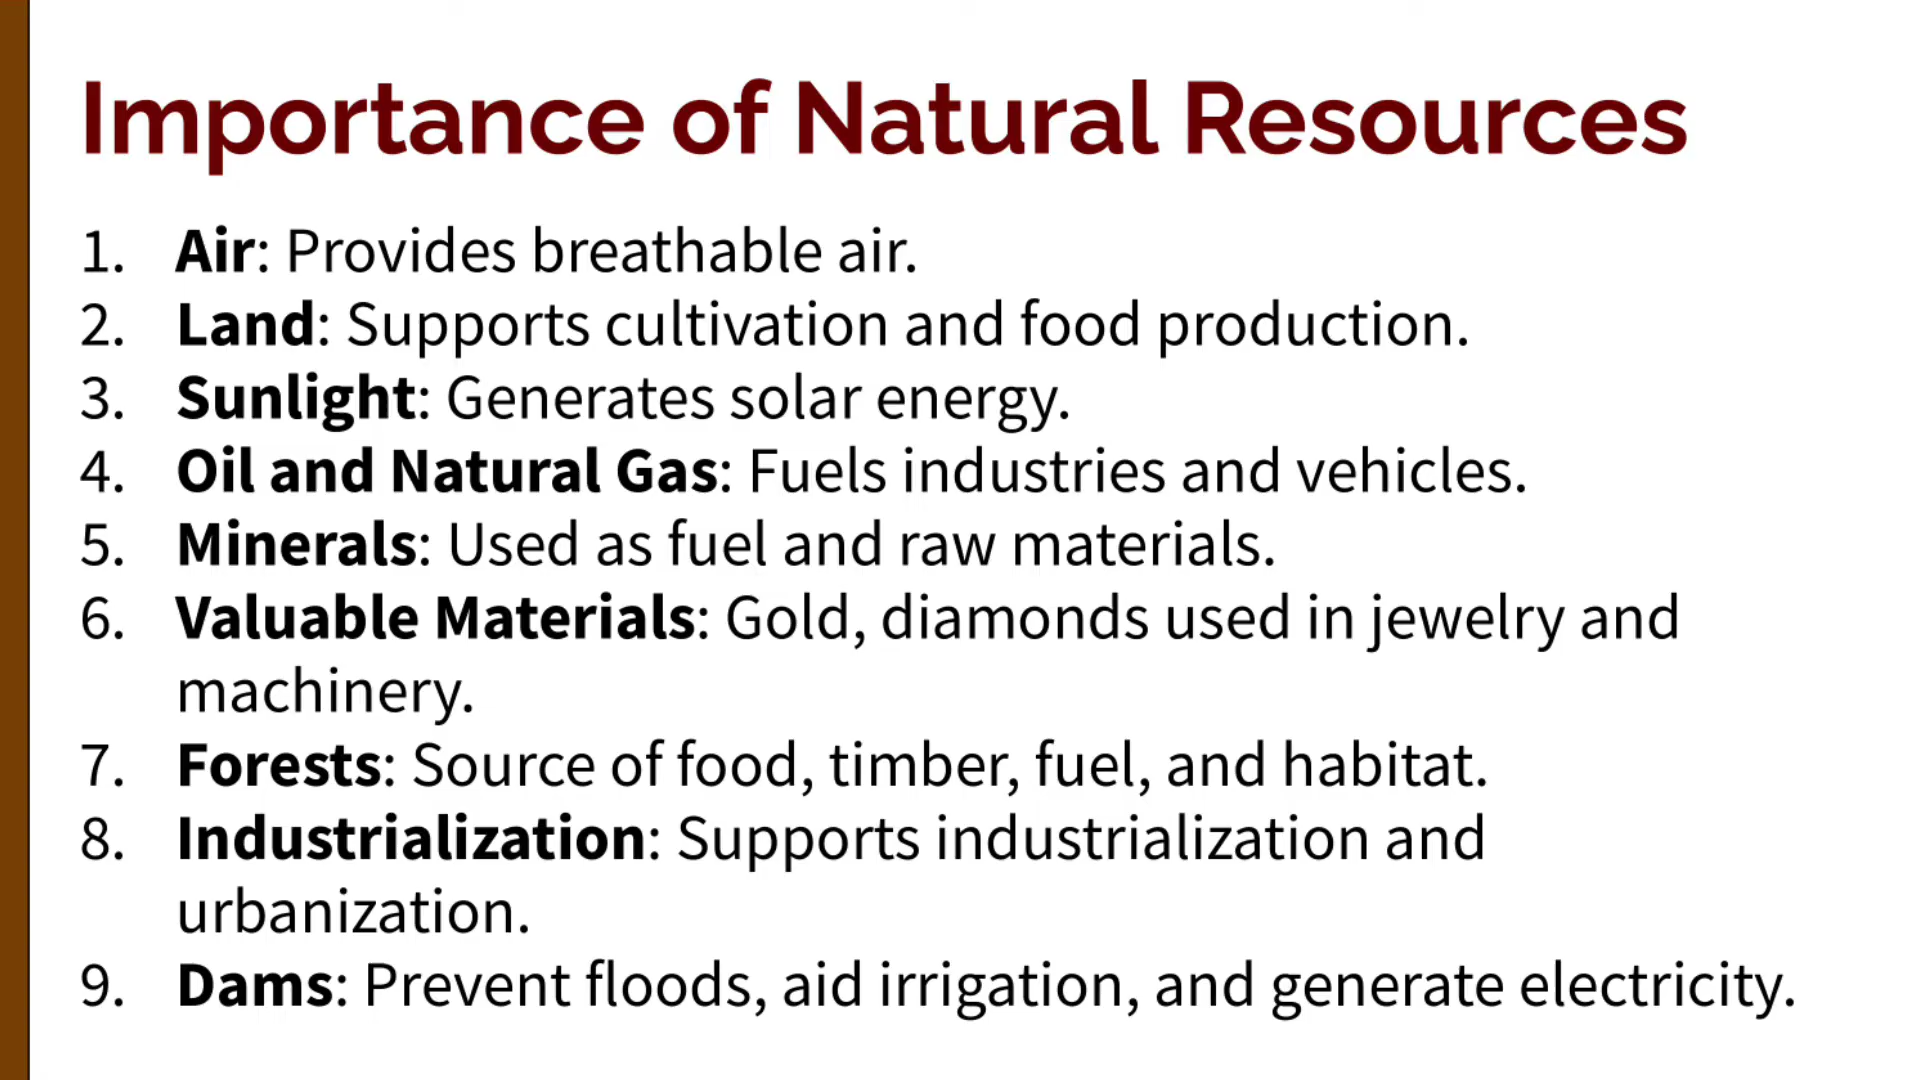 Importance of Natural Resources
1. Air: Provides breathable air.
2. Land: Supports cultivation and food production.
3. Sunlight: Generates solar energy.
4. Oil and Natural Gas: Fuels industries and vehicles.
5. Minerals: Used as fuel and raw materials.
6. Valuable Materials: Gold, diamonds used in jewelry and
machinery.
7. Forests: Source of food, timber, fuel, and habitat.
8. Industrialization: Supports industrialization and
urbanization.
9. Dams: Prevent floods, aid irrigation, and generate electricity.